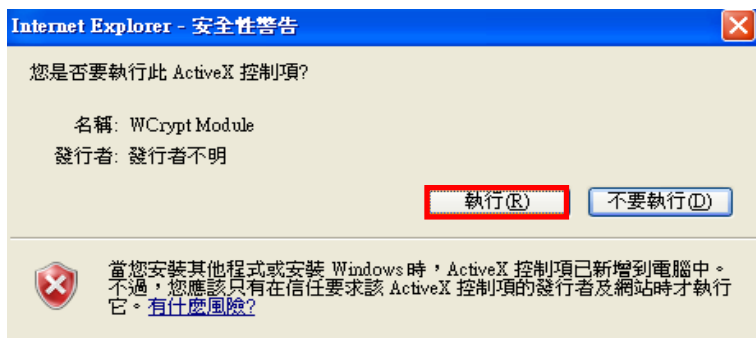 Internet Explorer - 安全性警告
您是否要執行此 ActiveX 控制項?
名稱: WCrypt Module
發行者: 發行者不明
執行(R) 不要執行(D)
當您安裝其他程式或安裝 Windows 時，ActiveX 控制項已新增到電腦中。
不過，您應該只有在信任要求該 ActiveX 控制項的發行者及網站時才執行
它。有什麼風險?